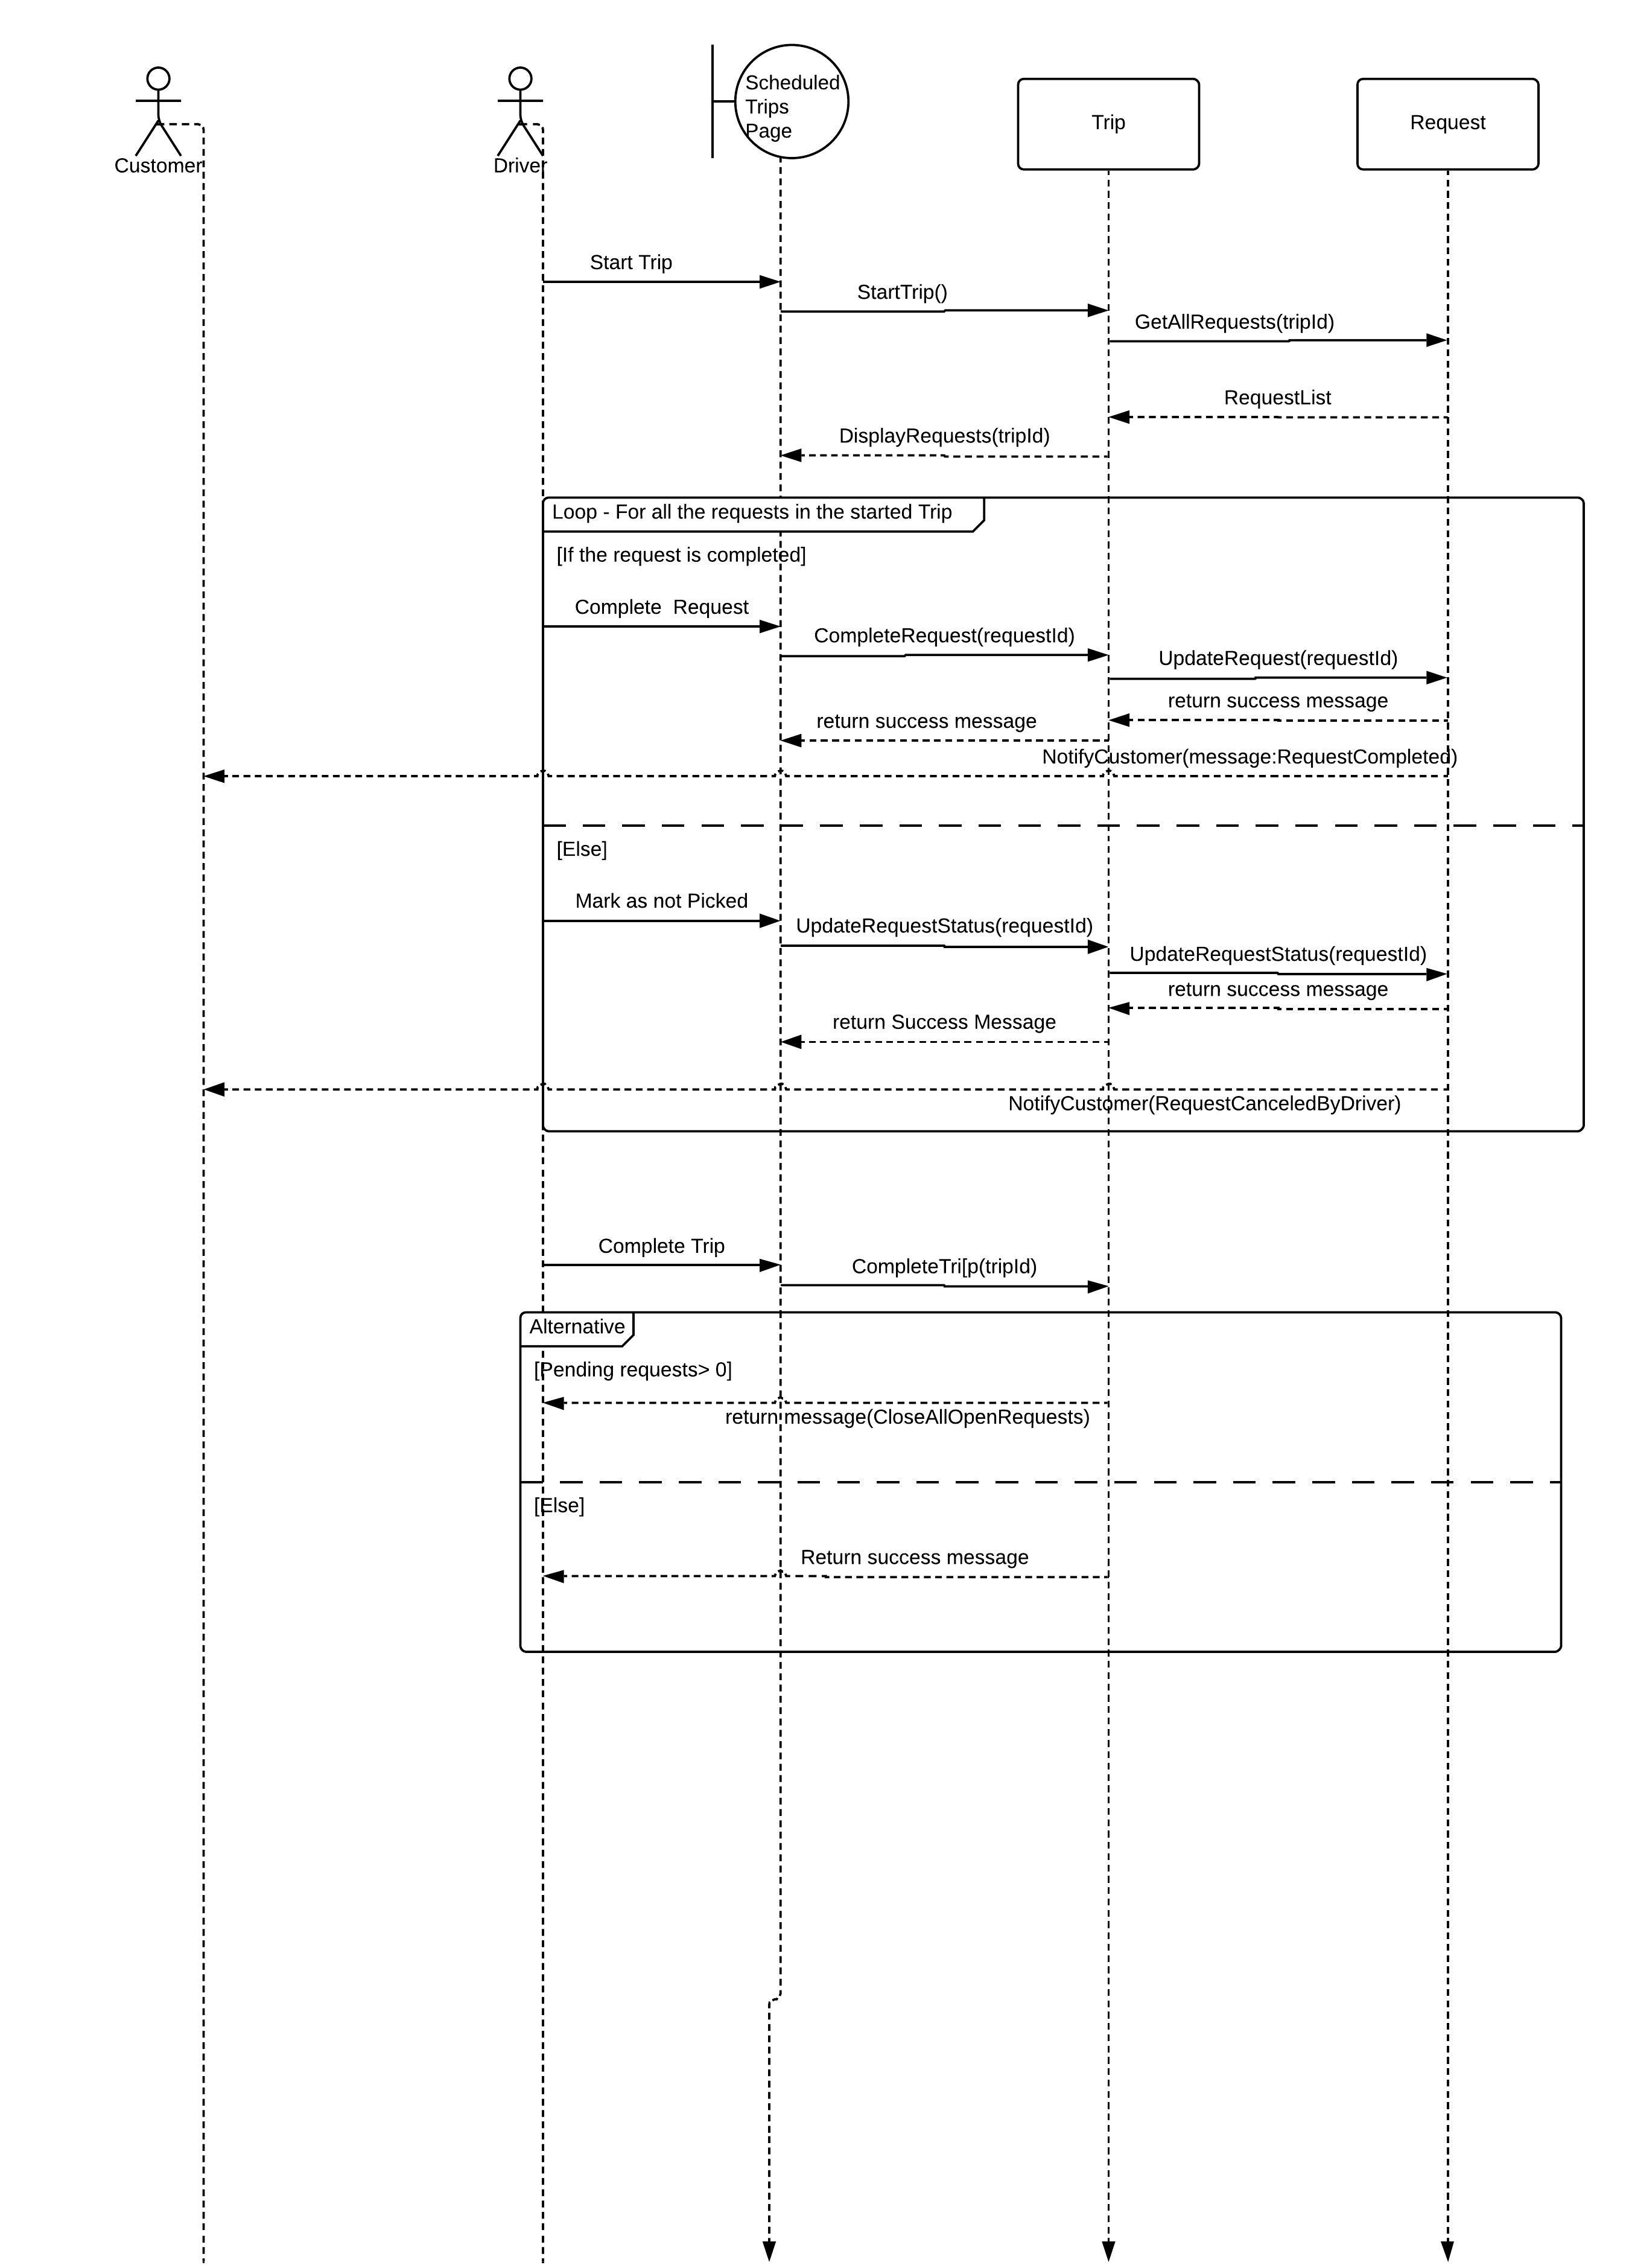 Scheduled
Trips
Page
Trip
Request
Customer
Driver
Start Trip
StartTrip()
GetAllRequests(tripId)
RequestList
DisplayRequests(tripId)
Loop - For all the requests in the started Trip
[If the request is completed]
Complete  Request
CompleteRequest(requestId)
UpdateRequest(requestId)
return success message
return success message
NotifyCustomer(message:RequestCompleted)
[Else]
Mark as not Picked
UpdateRequestStatus(requestId)
UpdateRequestStatus(requestId)
return success message
return Success Message
NotifyCustomer(RequestCanceledByDriver)
Complete Trip
CompleteTri[p(tripId)
Alternative
[Pending requests> 0]
return message(CloseAllOpenRequests)
[Else]
Return success message